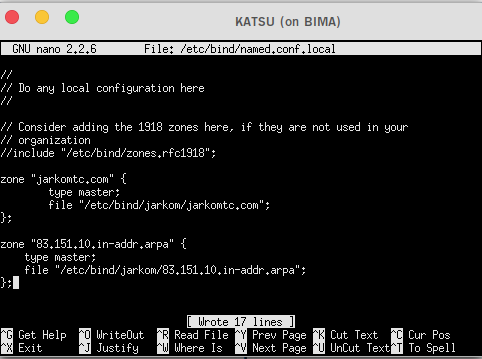 KATSU (on BIMA)
GNU nano 2.2.6 File: /etc/bind/named.conf.local
//
// Do any local configuration here
//
// Consider adding the 1918 zones here, if they are not used in your
// organization
//include "/etc/bind/zones.rfc1918";
zone "jarkomtc.com" {
type master;
file "/etc/bind/jarkom/jarkomtc.com";
};
zone "83.151.10.in-addr.arpa" {
type master;
file "/etc/bind/jarkom/83.151.10.in-addr.arpa";
};
[ Wrote 17 lines ]
^G Get Help ^O WriteOut ^R Read File ^Y Prev Page ^K Cut Text ^C Cur Pos
^X Exit ^J Justify ^W Where Is ^V Next Page ^U UnCut Text ^T To Spell